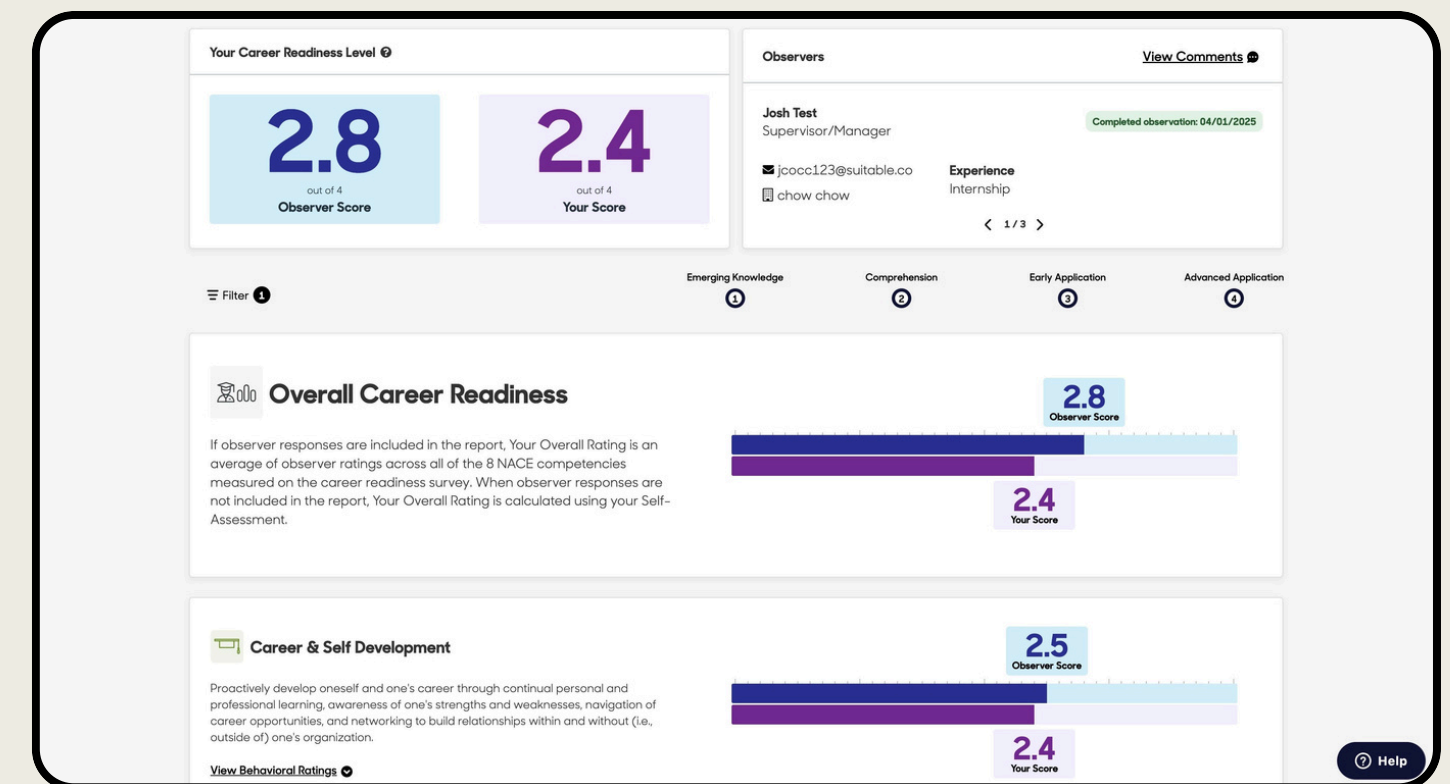 Your Career Readiness Level
2.8
out of 4
Observer Score
2.4
out of 4
Your Score
Observers
View Comments
Josh Test
Supervisor/Manager
Completed observation: 04/01/2025
jcocc123@suitable.co
chow chow
Experience
Internship
1/3
Filter 1
Emerging Knowledge
1
Comprehension
2
Early Application
3
Advanced Application
4
Overall Career Readiness
If observer responses are included in the report, Your Overall Rating is an
average of observer ratings across all of the 8 NACE competencies
measured on the career readiness survey. When observer responses are
not included in the report, Your Overall Rating is calculated using your Self-
Assessment.
2.8
Observer Score
2.4
Your Score
Career & Self Development
Proactively develop oneself and one's career through continual personal and
professional learning, awareness of one's strengths and weaknesses, navigation of
career opportunities, and networking to build relationships within and without (i.e.,
outside of) one's organization.
View Behavioral Ratings
2.5
Observer Score
2.4
Your Score
Help